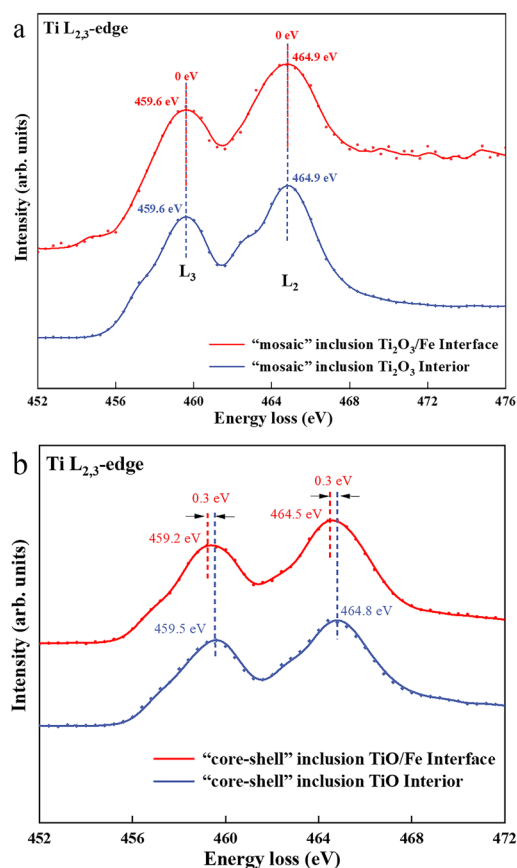 a
Ti L2,3-edge
0 eV
0 eV
459.6 eV
464.9 eV
459.6 eV
464.9 eV
L3
L2
"mosaic" inclusion Ti2O3/Fe Interface
"mosaic" inclusion Ti2O3 Interior
Intensity (arb. units)
452 456 460 464 468 472 476
Energy loss (eV)
b
Ti L2,3-edge
0.3 eV
0.3 eV
459.2 eV
464.5 eV
459.5 eV
464.8 eV
"core-shell" inclusion TiO/Fe Interface
"core-shell" inclusion TiO Interior
Intensity (arb. units)
452 456 460 464 468 472
Energy loss (eV)